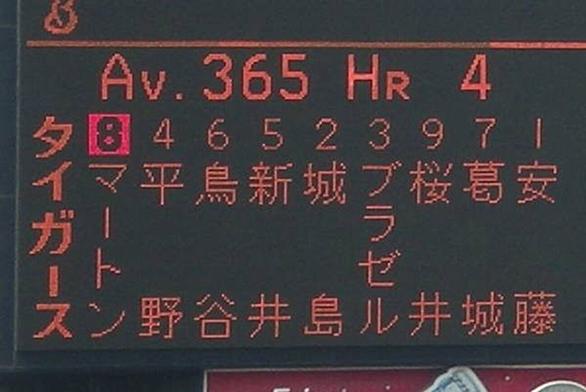 8
Av. 365 HR 4
タイガース
8 マートン
4 平野
6 鳥谷
5 新井
2 城島
3 ブラゼル
9 桜井
7 葛城
1 安藤